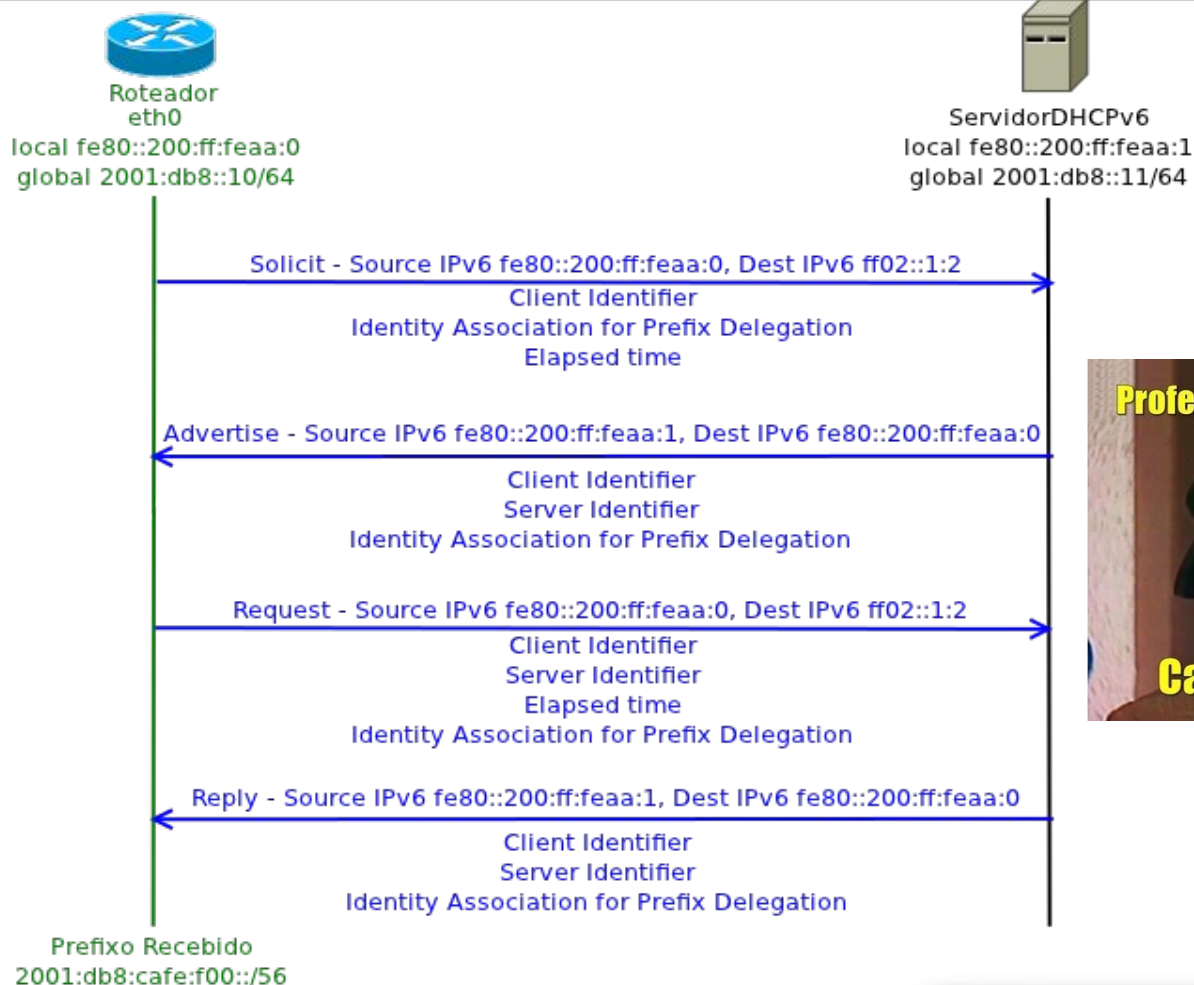 Roteador
eth0
local fe80::200:ff:feaa:0
global 2001:db8::10/64
ServidorDHCPv6
local fe80::200:ff:feaa:1
global 2001:db8::11/64
Solicit - Source IPv6 fe80::200:ff:feaa:0, Dest IPv6 ff02::1:2
Client Identifier
Identity Association for Prefix Delegation
Elapsed time
Advertise - Source IPv6 fe80::200:ff:feaa:1, Dest IPv6 fe80::200:ff:feaa:0
Client Identifier
Server Identifier
Identity Association for Prefix Delegation
Request - Source IPv6 fe80::200:ff:feaa:0, Dest IPv6 ff02::1:2
Client Identifier
Server Identifier
Elapsed time
Identity Association for Prefix Delegation
Reply - Source IPv6 fe80::200:ff:feaa:1, Dest IPv6 fe80::200:ff:feaa:0
Client Identifier
Server Identifier
Identity Association for Prefix Delegation
Prefixo Recebido
2001:db8:cafe:f00::/56